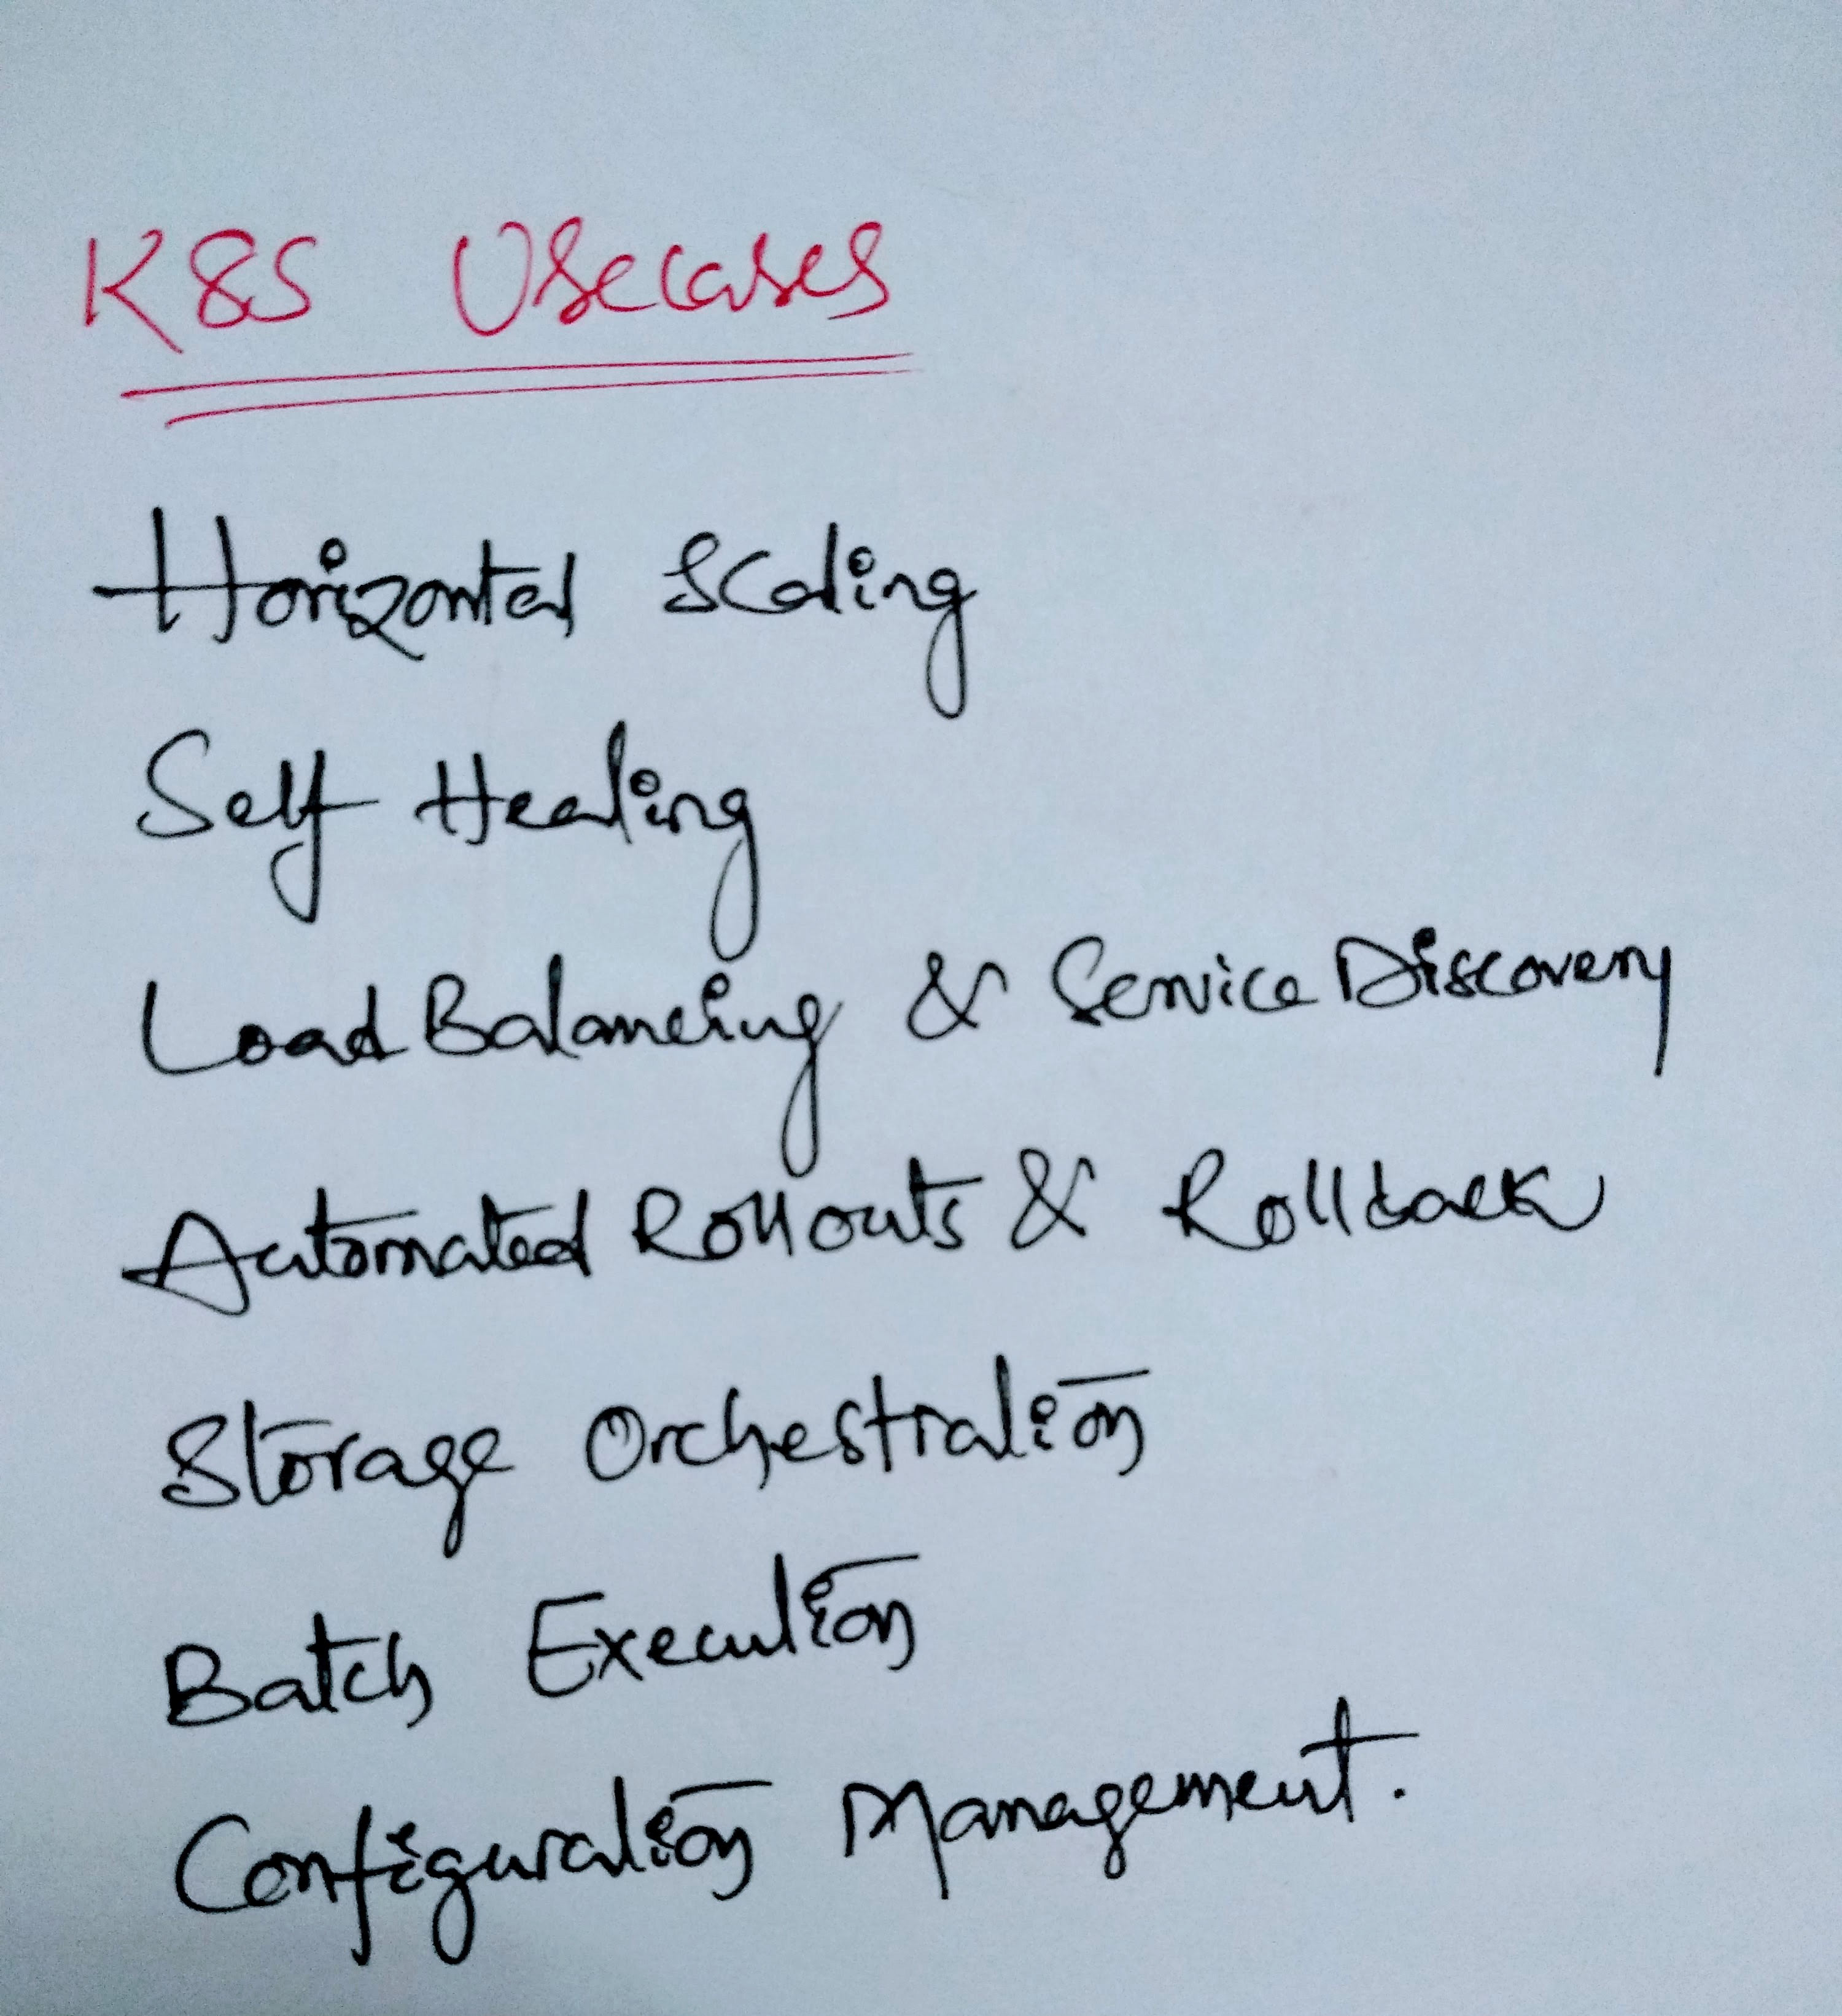 K8S Usecases
Horizontal Scaling
Self Healing
Load Balancing & Service Discovery
Automated Rollouts & Rollback
Storage Orchestration
Batch Execution
Configuration Management.